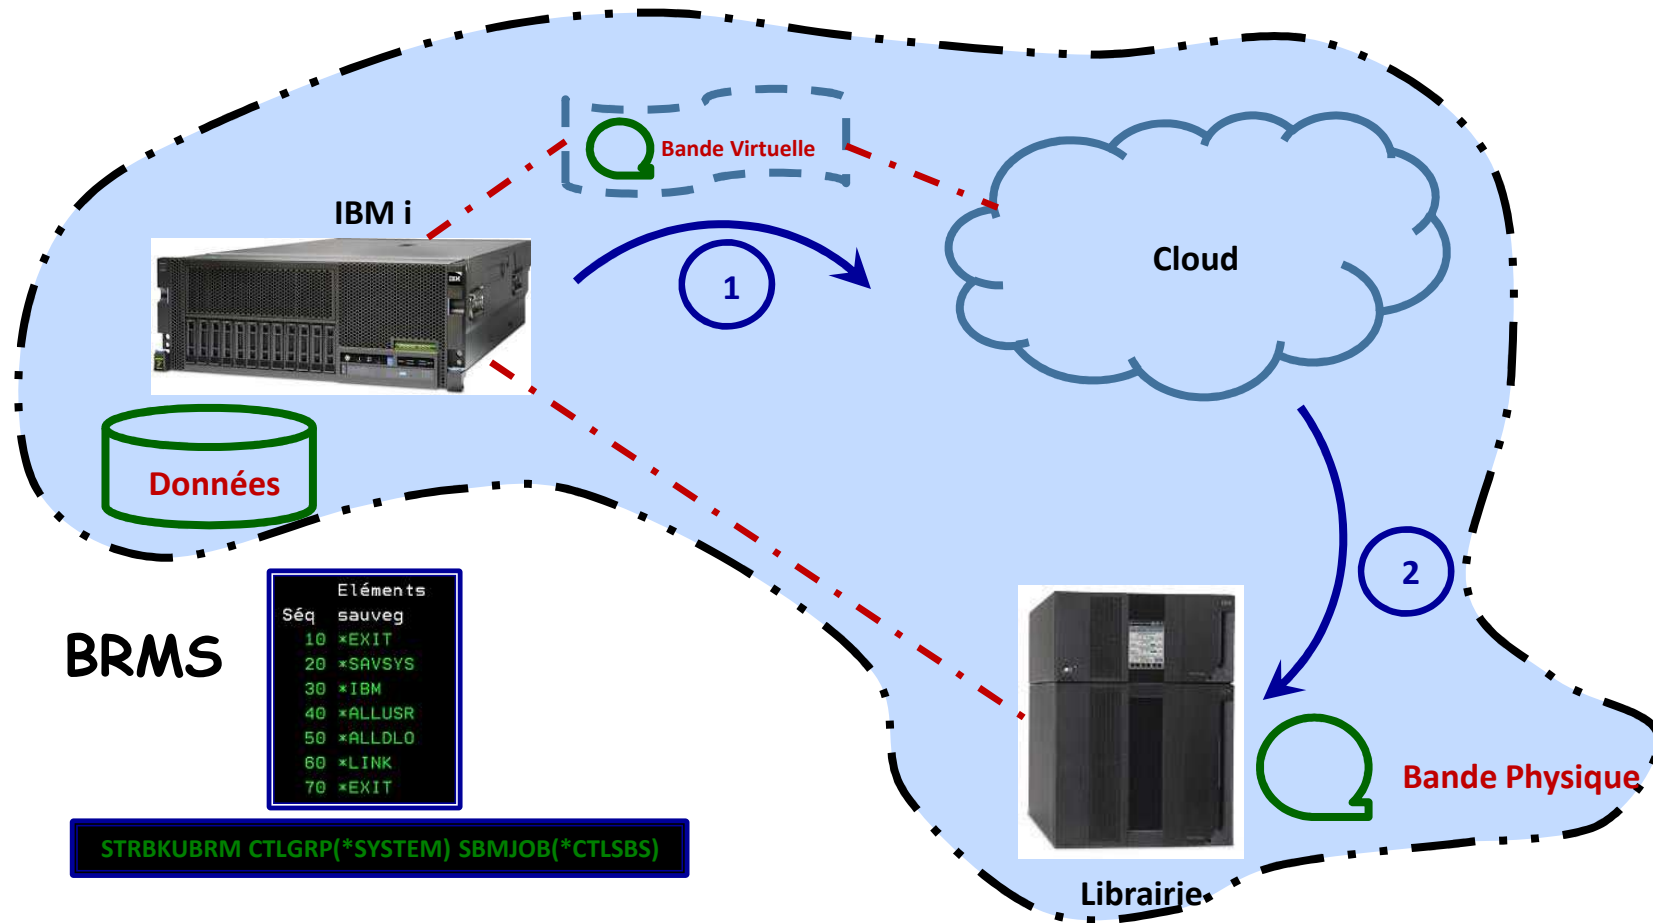 Bande Virtuelle
IBM i
Cloud
1
Données
2
Eléments
Séq sauveg
10 *EXIT
20 *SAVSYS
30 *IBM
40 *ALLUSR
50 *ALLDLO
60 *LINK
70 *EXIT
BRMS
Bande Physique
STRBKUBRM CTLGRP(*SYSTEM) SBMJOB(*CTLSBS)
Librairie